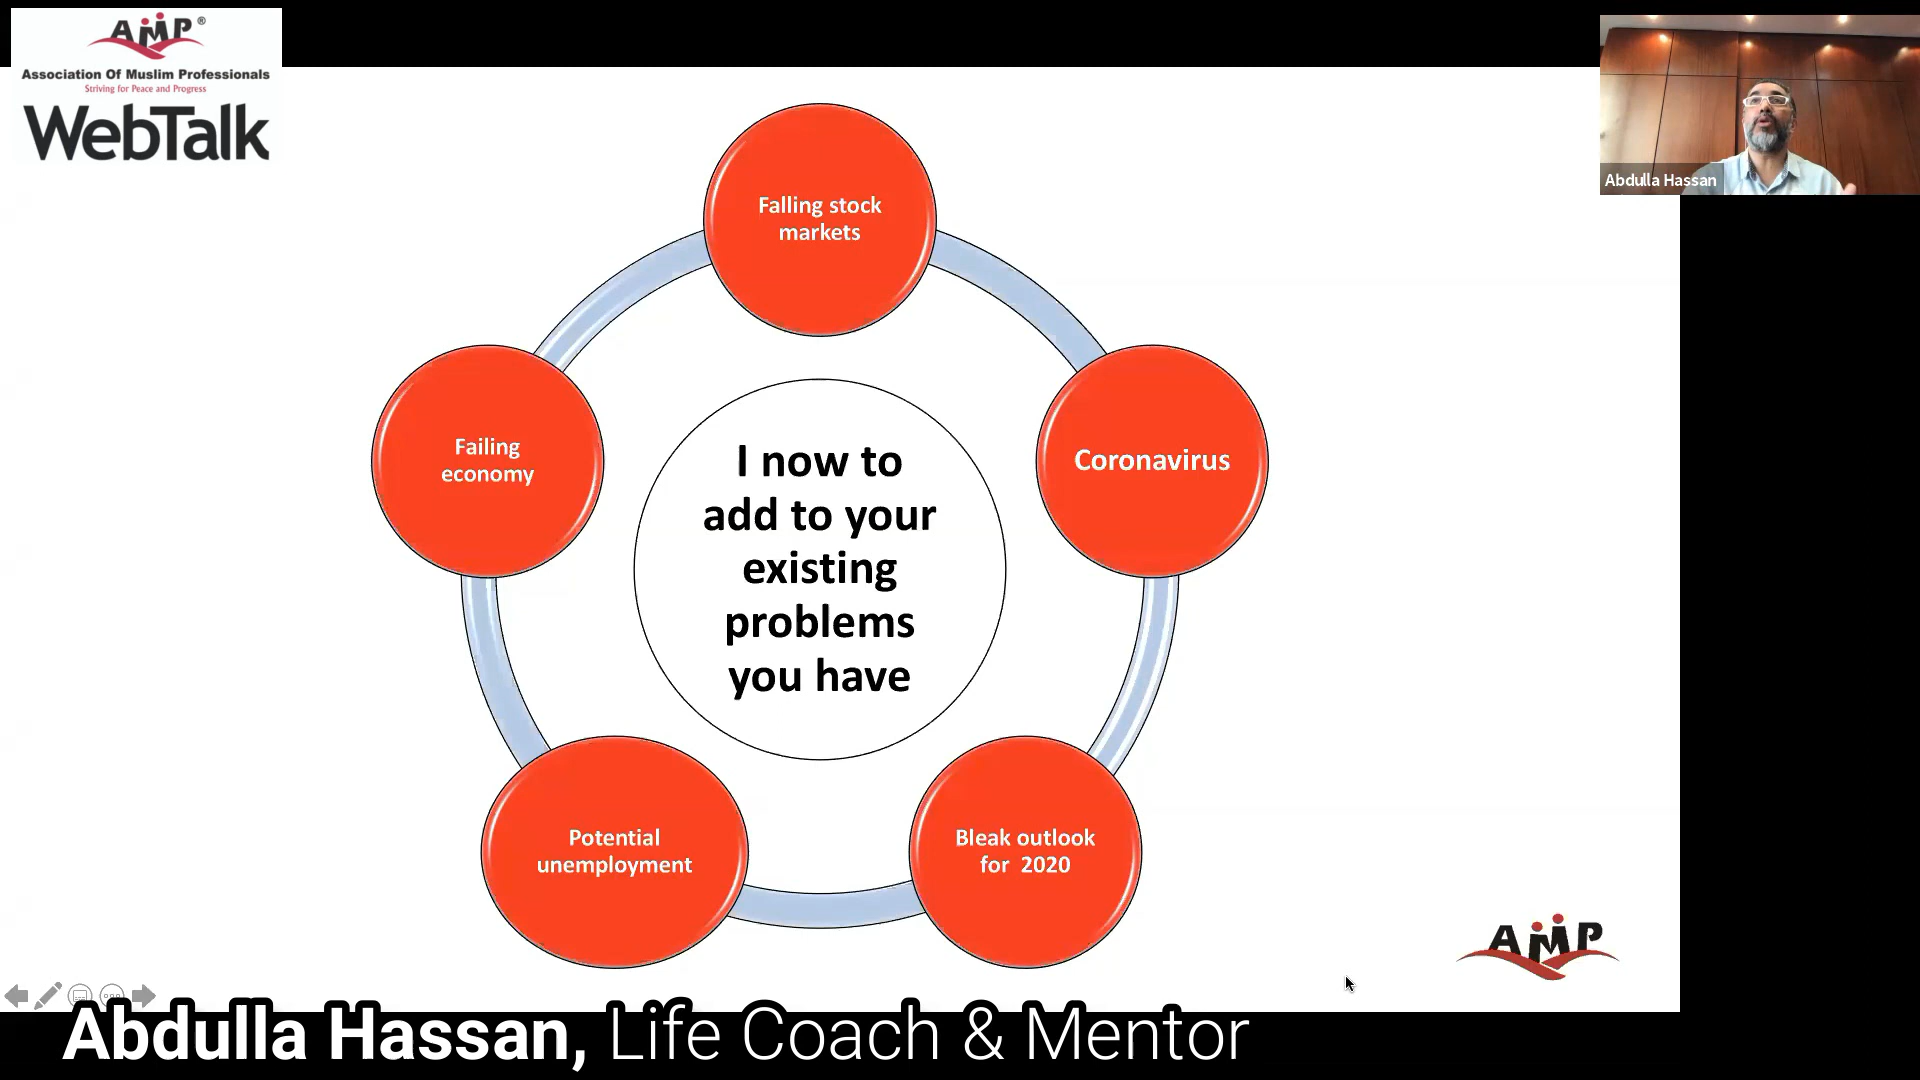 AMP®
Association Of Muslim Professionals
Striving for Peace and Progress
WebTalk
Abdulla Hassan
Falling stock
markets
Failing
economy
Coronavirus
I now to
add to your
existing
problems
you have
Potential
unemployment
Bleak outlook
for 2020
AMP
Abdulla Hassan, Life Coach & Mentor